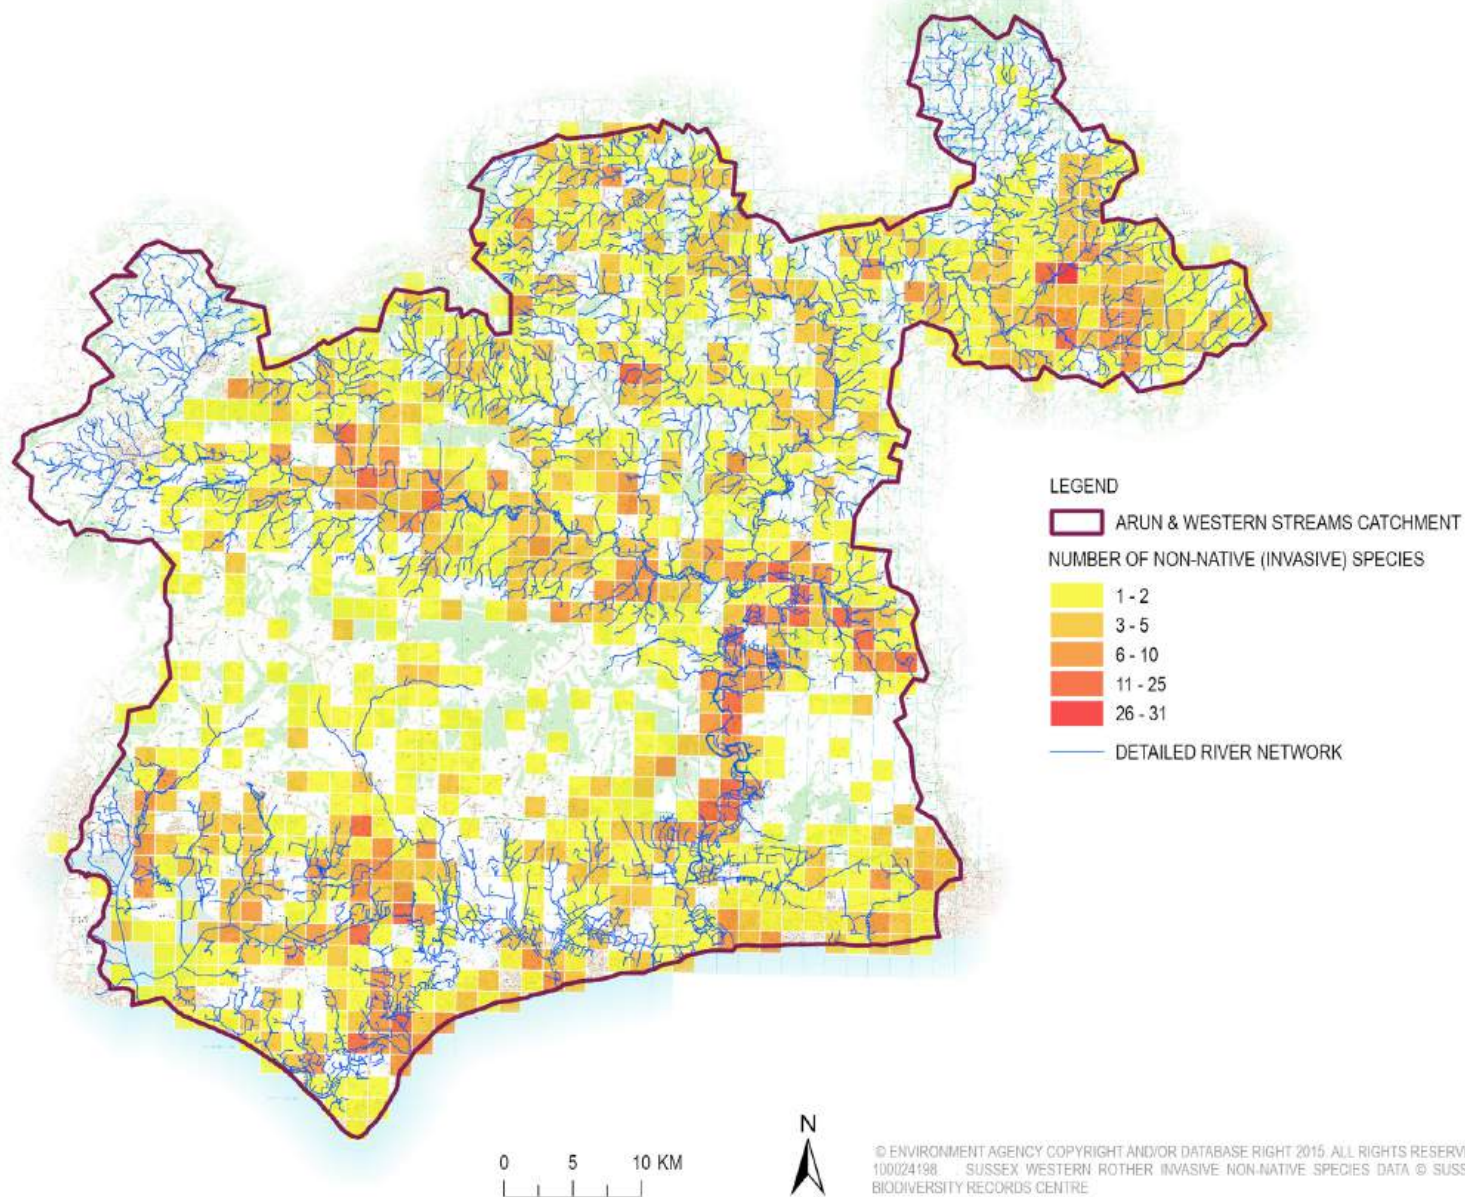 LEGEND
ARUN & WESTERN STREAMS CATCHMENT
NUMBER OF NON-NATIVE (INVASIVE) SPECIES
1 - 2
3 - 5
6 - 10
11 - 25
26 - 31
DETAILED RIVER NETWORK
N
0 5 10 KM
© ENVIRONMENT AGENCY COPYRIGHT AND/OR DATABASE RIGHT 2015. ALL RIGHTS RESERV
100024198. SUSSEX WESTERN ROTHER INVASIVE NON-NATIVE SPECIES DATA © SUSS
BIODIVERSITY RECORDS CENTRE